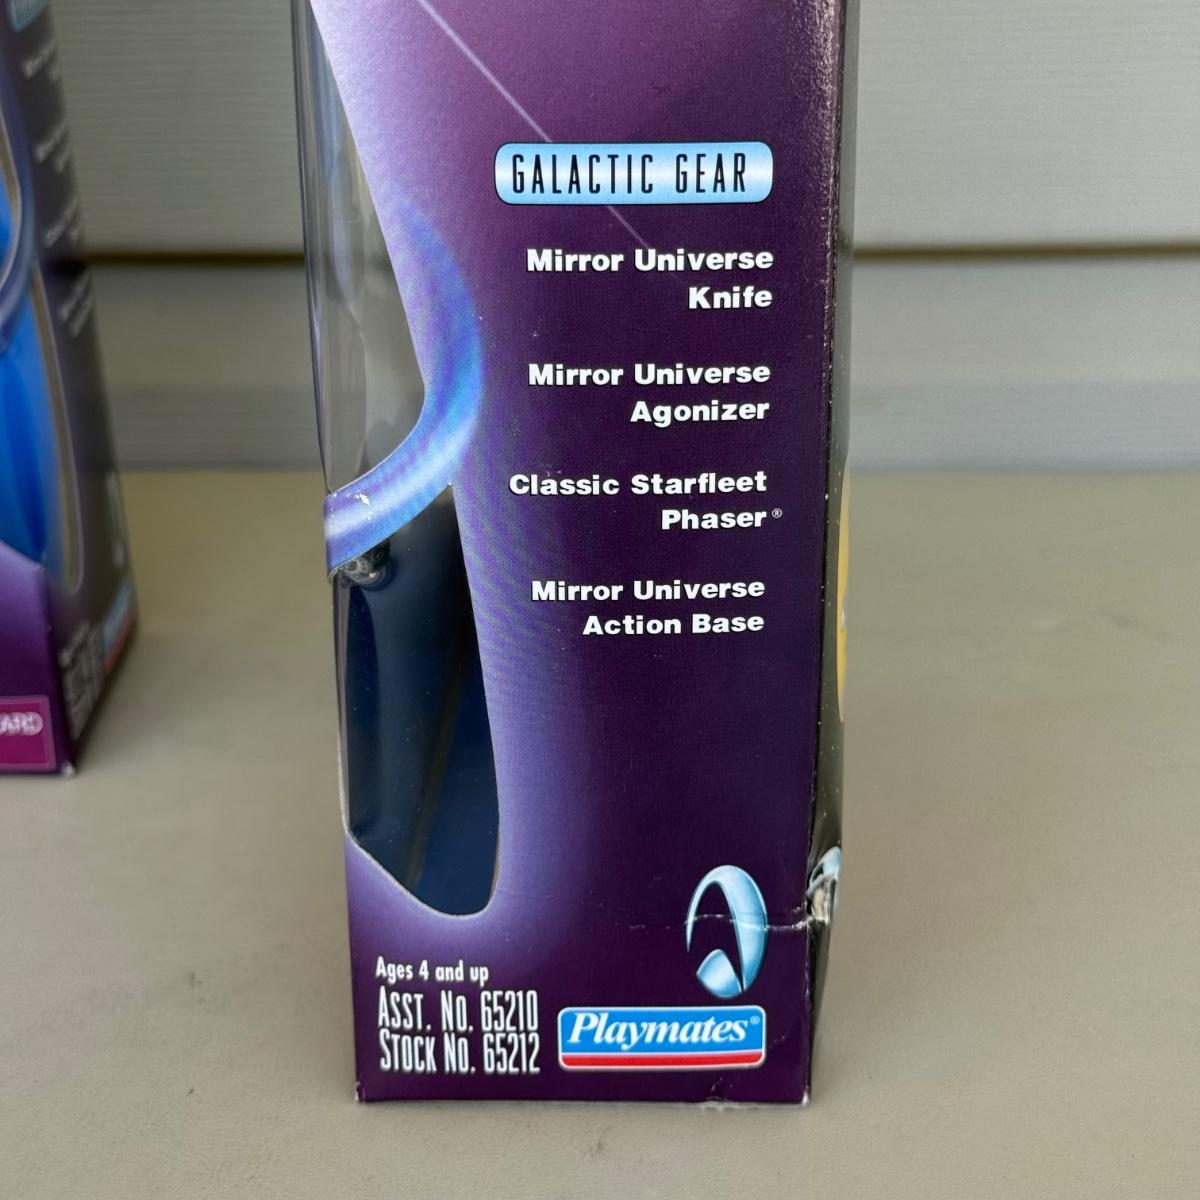 GALACTIC GEAR
Mirror Universe
Knife
Mirror Universe
Agonizer
Classic Starfleet
Phaser®
Mirror Universe
Action Base
Ages 4 and up
ASST. NO. 65210
STOCK NO. 65212
Playmates®